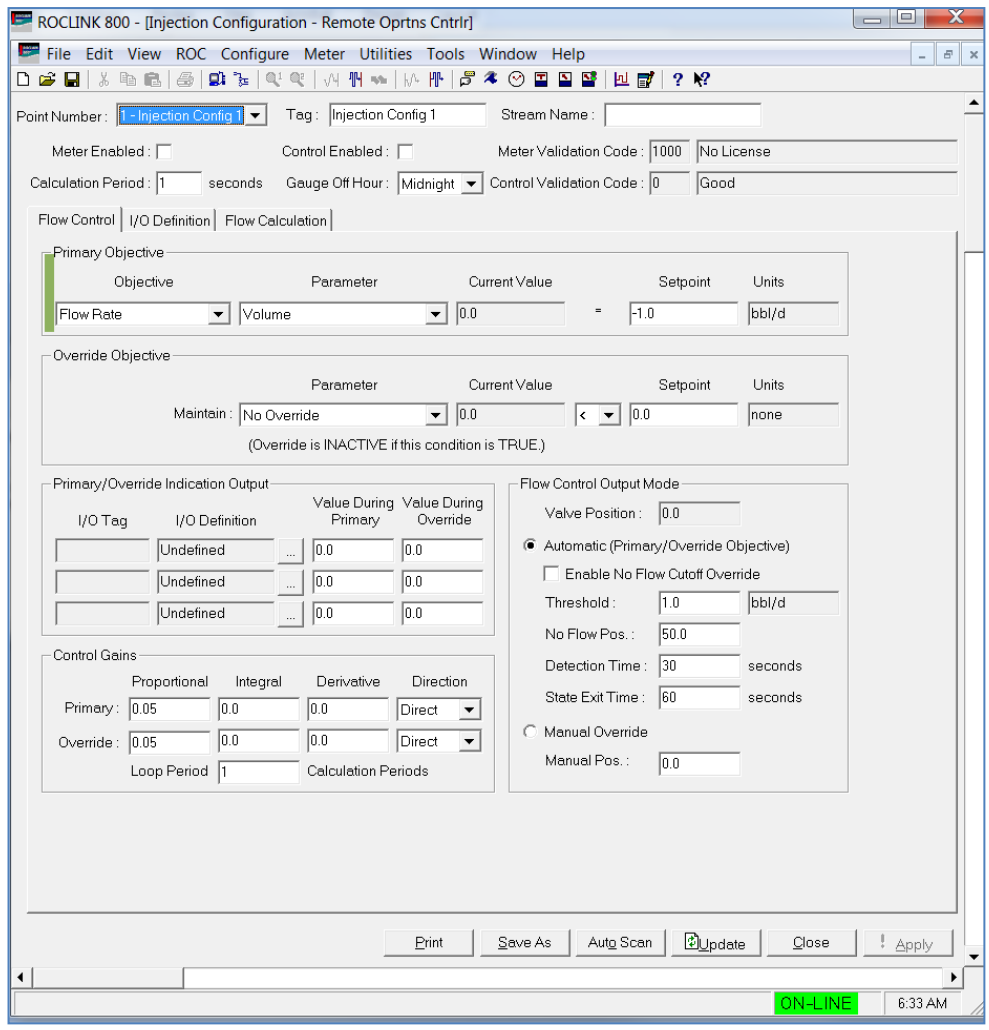 ROCLINK 800 - [Injection Configuration - Remote Oprtns Cntrlr]
File Edit View ROC Configure Meter Utilities Tools Window Help
Point Number : 1 - Injection Config 1 Tag : Injection Config 1 Stream Name :
Meter Enabled : Control Enabled : Meter Validation Code : 1000 No License
Calculation Period : 1 seconds Gauge Off Hour : Midnight Control Validation Code : 0 Good
Flow Control I/O Definition Flow Calculation
Primary Objective
Objective Parameter Current Value Setpoint Units
Flow Rate Volume 0.0 = -1.0 bbl/d
Override Objective
Parameter Current Value Setpoint Units
Maintain : No Override 0.0 < 0.0 none
(Override is INACTIVE if this condition is TRUE.)
Primary/Override Indication Output
I/O Tag I/O Definition Value During Primary Value During Override
Undefined ... 0.0 0.0
Undefined ... 0.0 0.0
Undefined ... 0.0 0.0
Control Gains
Proportional Integral Derivative Direction
Primary : 0.05 0.0 0.0 Direct
Override : 0.05 0.0 0.0 Direct
Loop Period 1 Calculation Periods
Flow Control Output Mode
Valve Position : 0.0
Automatic (Primary/Override Objective)
Enable No Flow Cutoff Override
Threshold : 1.0 bbl/d
No Flow Pos. : 50.0
Detection Time : 30 seconds
State Exit Time : 60 seconds
Manual Override
Manual Pos. : 0.0
Print Save As Auto Scan Update Close ! Apply
ON-LINE 6:33 AM